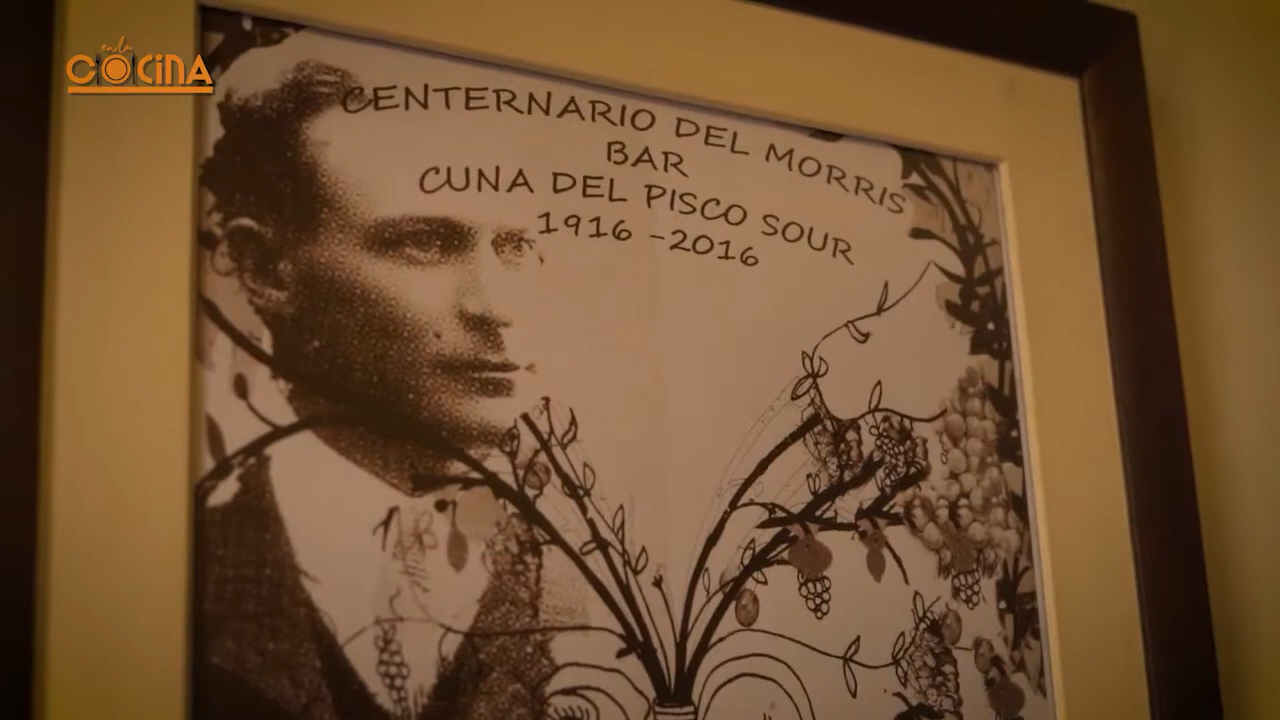 en la
COCINA
CENTERNARIO DEL MORRIS
BAR
CUNA DEL PISCO SOUR
1916 -2016